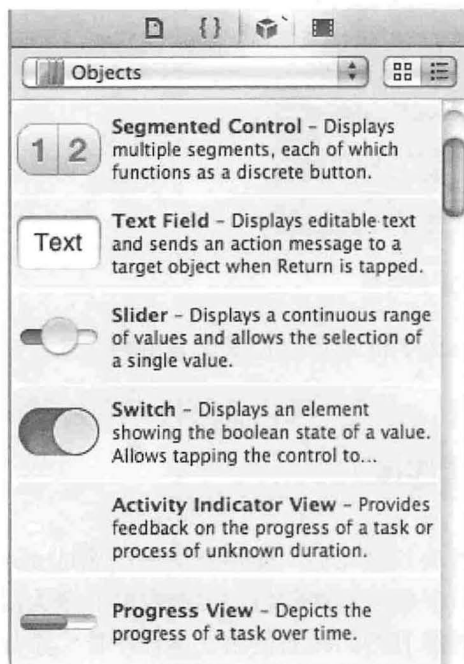 { }
Objects
1 2
Segmented Control – Displays
multiple segments, each of which
functions as a discrete button.
Text
Text Field – Displays editable text
and sends an action message to a
target object when Return is tapped.
Slider – Displays a continuous range
of values and allows the selection of
a single value.
Switch – Displays an element
showing the boolean state of a value.
Allows tapping the control to...
Activity Indicator View – Provides
feedback on the progress of a task or
process of unknown duration.
Progress View – Depicts the
progress of a task over time.